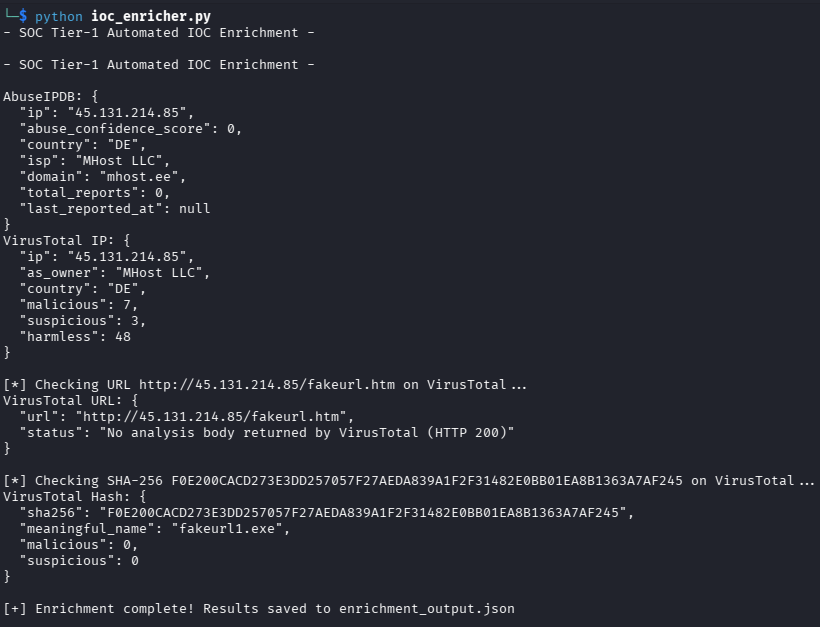 └─$ python ioc_enricher.py
- SOC Tier-1 Automated IOC Enrichment -
- SOC Tier-1 Automated IOC Enrichment -
AbuseIPDB: {
  "ip": "45.131.214.85",
  "abuse_confidence_score": 0,
  "country": "DE",
  "isp": "MHost LLC",
  "domain": "mhost.ee",
  "total_reports": 0,
  "last_reported_at": null
}
VirusTotal IP: {
  "ip": "45.131.214.85",
  "as_owner": "MHost LLC",
  "country": "DE",
  "malicious": 7,
  "suspicious": 3,
  "harmless": 48
}
[*] Checking URL http://45.131.214.85/fakeurl.htm on VirusTotal...
VirusTotal URL: {
  "url": "http://45.131.214.85/fakeurl.htm",
  "status": "No analysis body returned by VirusTotal (HTTP 200)"
}
[*] Checking SHA-256 F0E200CACD273E3DD257057F27AEDA839A1F2F31482E0BB01EA8B1363A7AF245 on VirusTotal...
VirusTotal Hash: {
  "sha256": "F0E200CACD273E3DD257057F27AEDA839A1F2F31482E0BB01EA8B1363A7AF245",
  "meaningful_name": "fakeurl1.exe",
  "malicious": 0,
  "suspicious": 0
}
[+] Enrichment complete! Results saved to enrichment_output.json